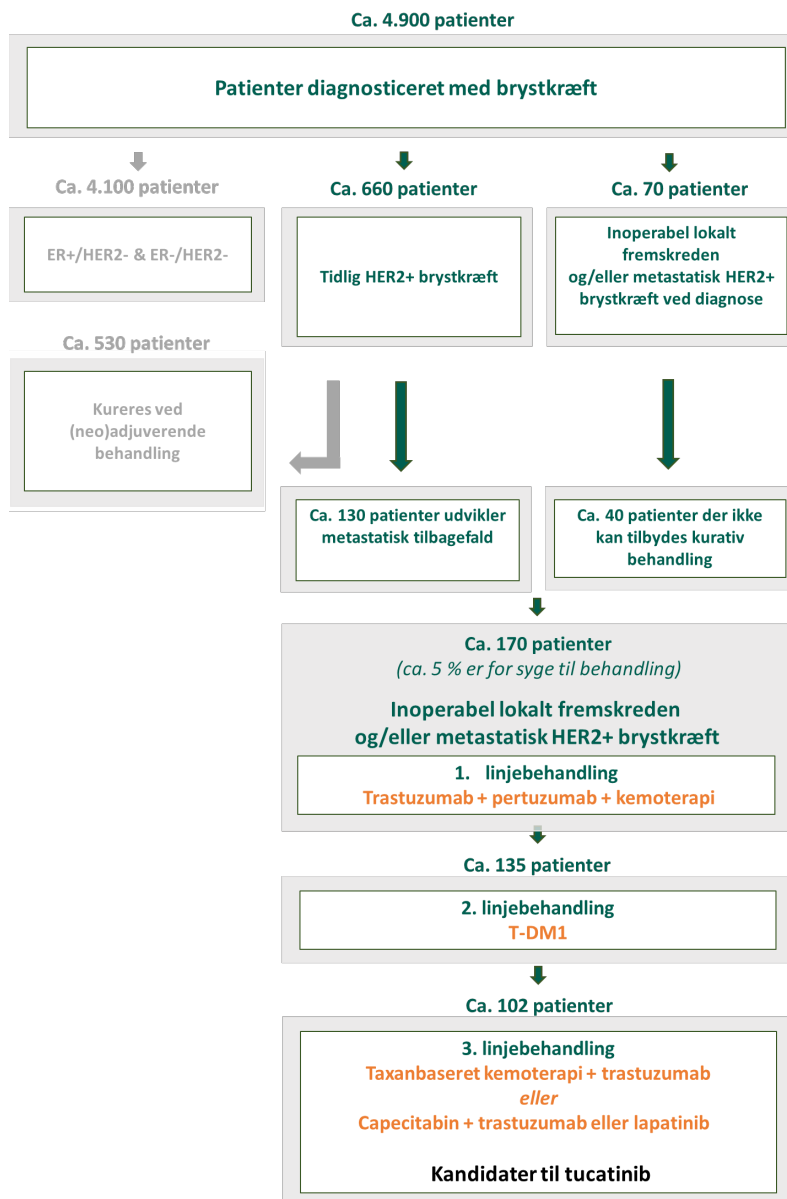 Ca. 4.900 patienter
Patienter diagnosticeret med brystkræft
Ca. 4.100 patienter
ER+/HER2- & ER-/HER2-
Ca. 660 patienter
Tidlig HER2+ brystkræft
Ca. 70 patienter
Inoperabel lokalt
fremskreden
og/eller metastatisk HER2+
brystkræft ved diagnose
Ca. 530 patienter
Kureres ved
(neo)adjuverende
behandling
Ca. 130 patienter udvikler
metastatisk tilbagefald
Ca. 40 patienter der ikke
kan tilbydes kurativ
behandling
Ca. 170 patienter
(ca. 5 % er for syge til behandling)
Inoperabel lokalt fremskreden
og/eller metastatisk HER2+ brystkræft
1. linjebehandling
Trastuzumab + pertuzumab + kemoterapi
Ca. 135 patienter
2. linjebehandling
T-DM1
Ca. 102 patienter
3. linjebehandling
Taxanbaseret kemoterapi + trastuzumab
eller
Capecitabin + trastuzumab eller lapatinib
Kandidater til tucatinib